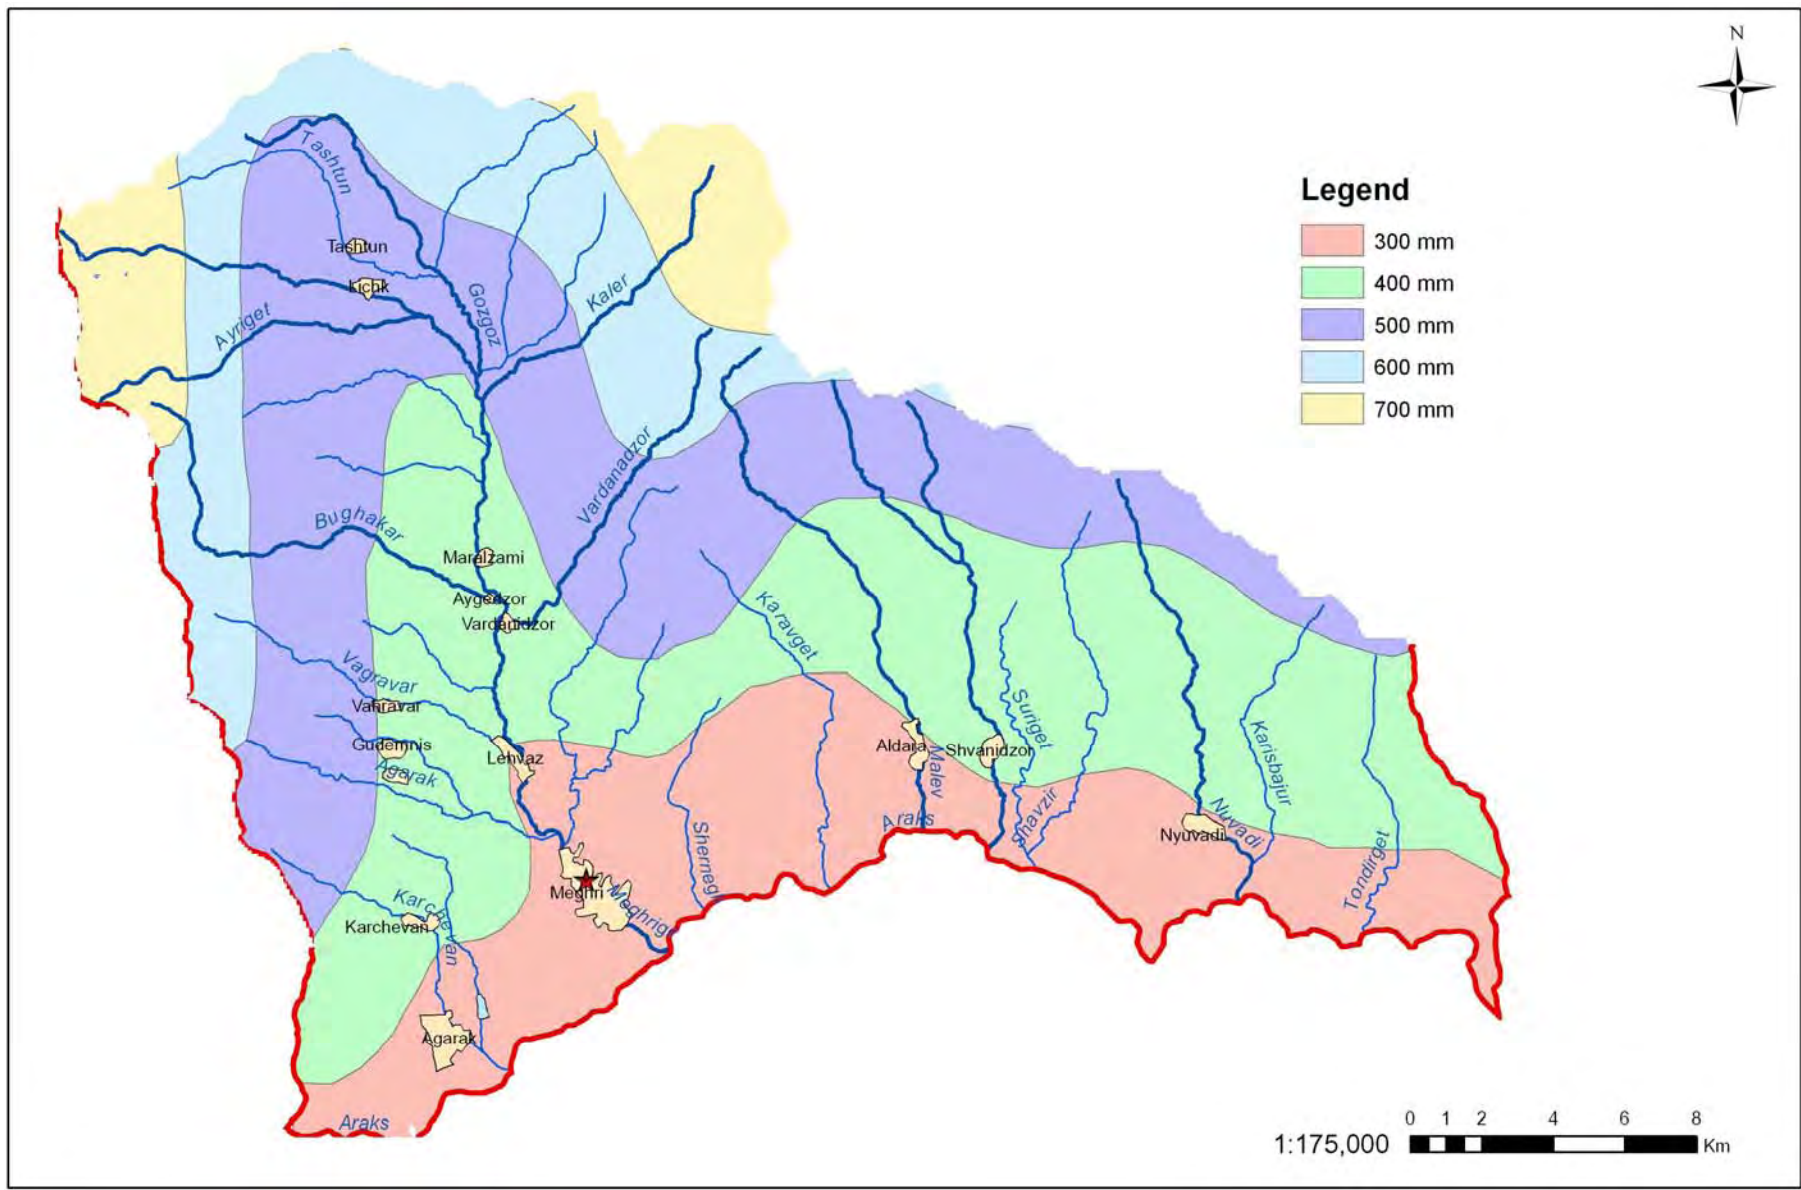 N
Legend
300 mm
400 mm
500 mm
600 mm
700 mm
Tashtun
Tashtun
Lichk
Gozgoz
Kaler
Ayriget
Vardanadzor
Bughakar
Maralzami
Aygedzor
Vardanidzor
Karavget
Vagravar
Vahravar
Gudemnis
Agarak
Lehvaz
Aldara
Malev
Shvanidzor
Suriget
Karisbajur
Araks
Shavzir
Nyuvadi
Nuvadi
Tondirget
Shernegi
Meghri
Meghriget
Karchevan
Karchevan
Agarak
Araks
1:175,000
0 1 2 4 6 8
Km